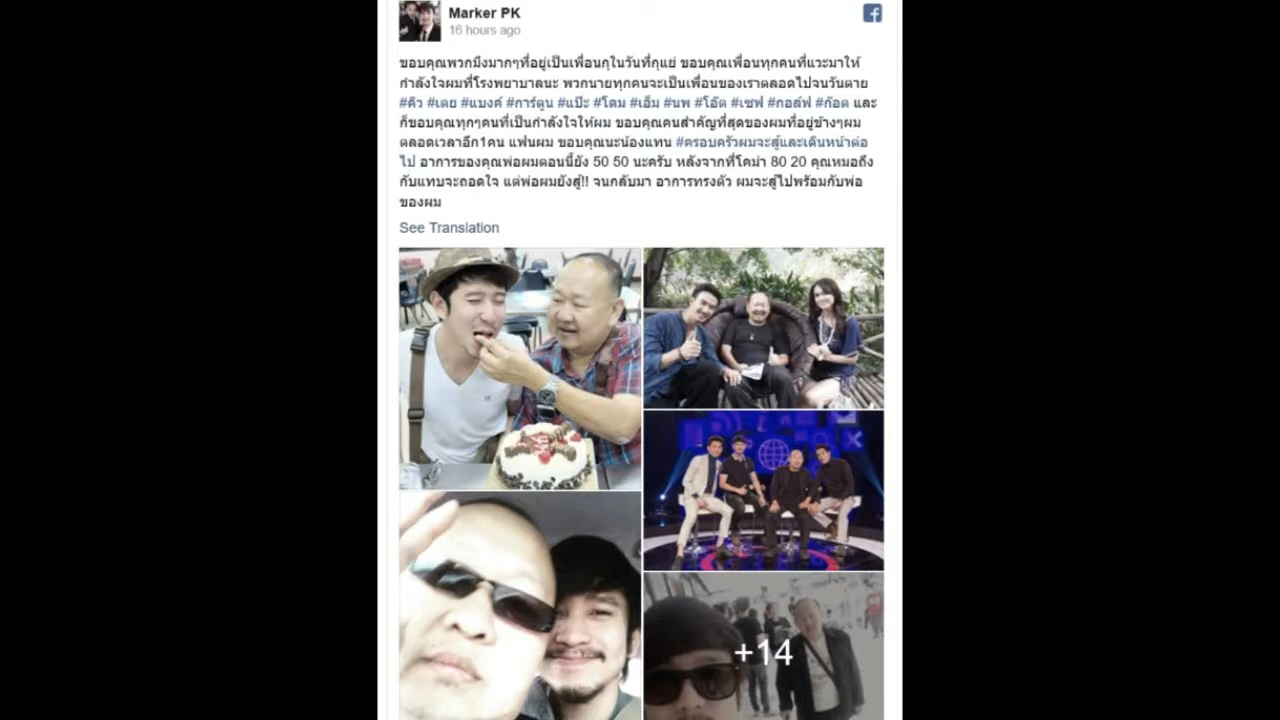 Marker PK
16 hours ago
ขอบคุณพวกมึงมากๆที่อยู่เป็นเพื่อนกูในวันที่กูแย่ ขอบคุณเพื่อนทุกคนที่แวะมาให้
กำลังใจผมที่โรงพยาบาลนะ พวกนายทุกคนจะเป็นเพื่อนของเราตลอดไปจนวันตาย
#คิว #เตย #แบงค์ #การ์ตูน #แป๊ะ #โดม #เอ็ม #นพ #โอ๊ต #เชฟ #กอล์ฟ #ก๊อต และ
ก็ขอบคุณทุกๆคนที่เป็นกำลังใจให้ผม ขอบคุณคนสำคัญที่สุดของผมที่อยู่ข้างๆผม
ตลอดเวลาอีก1คน แฟนผม ขอบคุณนะน้องแทน #ครอบครัวผมจะสู้และเดินหน้าต่อ
ไป อาการของคุณพ่อผมตอนนี้ยัง 50 50 นะครับ หลังจากที่โคม่า 80 20 คุณหมอถึง
กับแทบจะถอดใจ แต่พ่อผมยังสู้!! จนกลับมา อาการทรงตัว ผมจะสู้ไปพร้อมกับพ่อ
ของผม
See Translation
+14